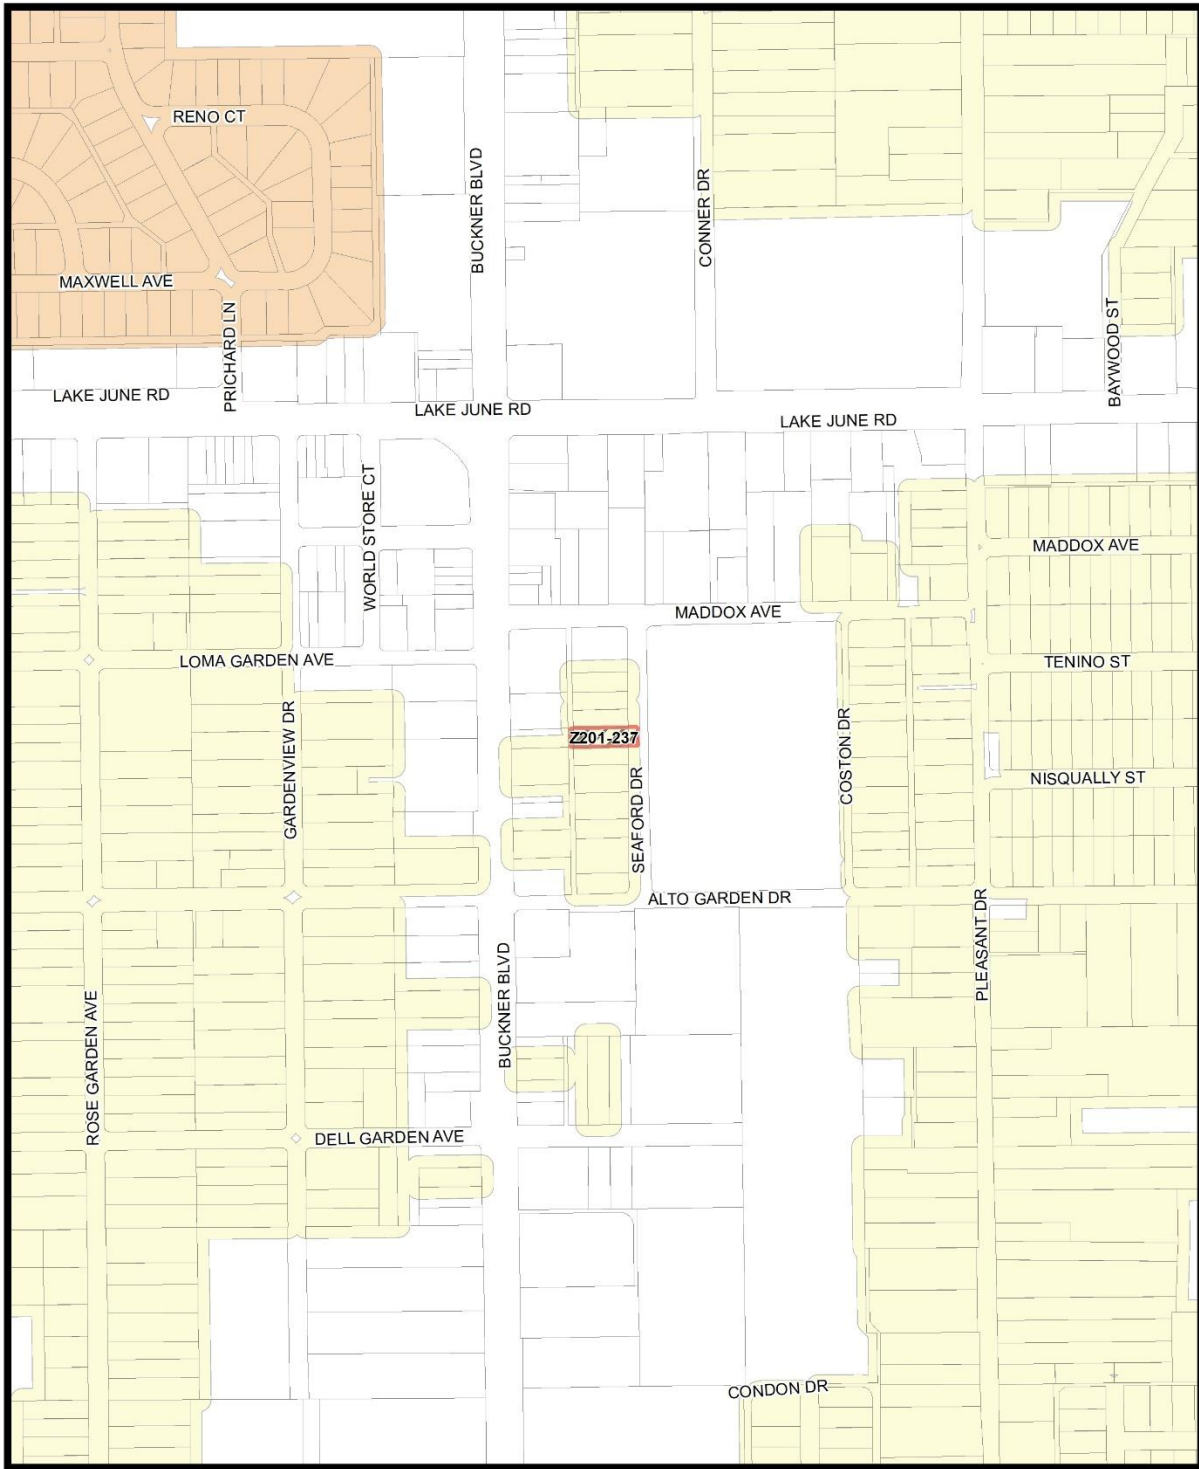 RENO CT
BUCKNER BLVD
CONNER DR
MAXWELL AVE
PRICHARD LN
BAYWOOD ST
LAKE JUNE RD
LAKE JUNE RD
LAKE JUNE RD
WORLD STORE CT
MADDOX AVE
MADDOX AVE
LOMA GARDEN AVE
TENINO ST
GARDENVIEW DR
Z201-237
COSTON DR
SEAFORD DR
NISQUALLY ST
ALTO GARDEN DR
PLEASANT DR
BUCKNER BLVD
ROSE GARDEN AVE
DELL GARDEN AVE
CONDON DR